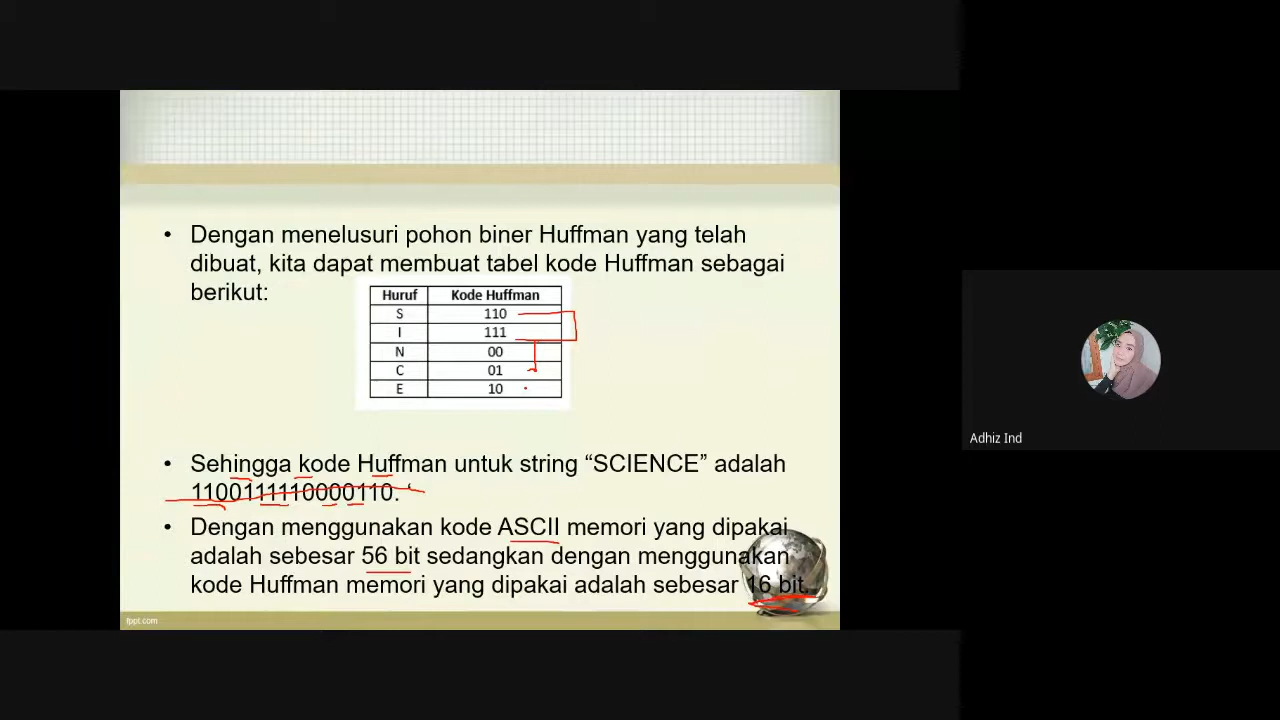 • Dengan menelusuri pohon biner Huffman yang telah
dibuat, kita dapat membuat tabel kode Huffman sebagai
berikut:
Huruf Kode Huffman
S 110
I 111
N 00
C 01
E 10
• Sehingga kode Huffman untuk string “SCIENCE” adalah
1100111110000110.
• Dengan menggunakan kode ASCII memori yang dipakai
adalah sebesar 56 bit sedangkan dengan menggunakan
kode Huffman memori yang dipakai adalah sebesar 16 bit.
fppt.com
Adhiz Ind